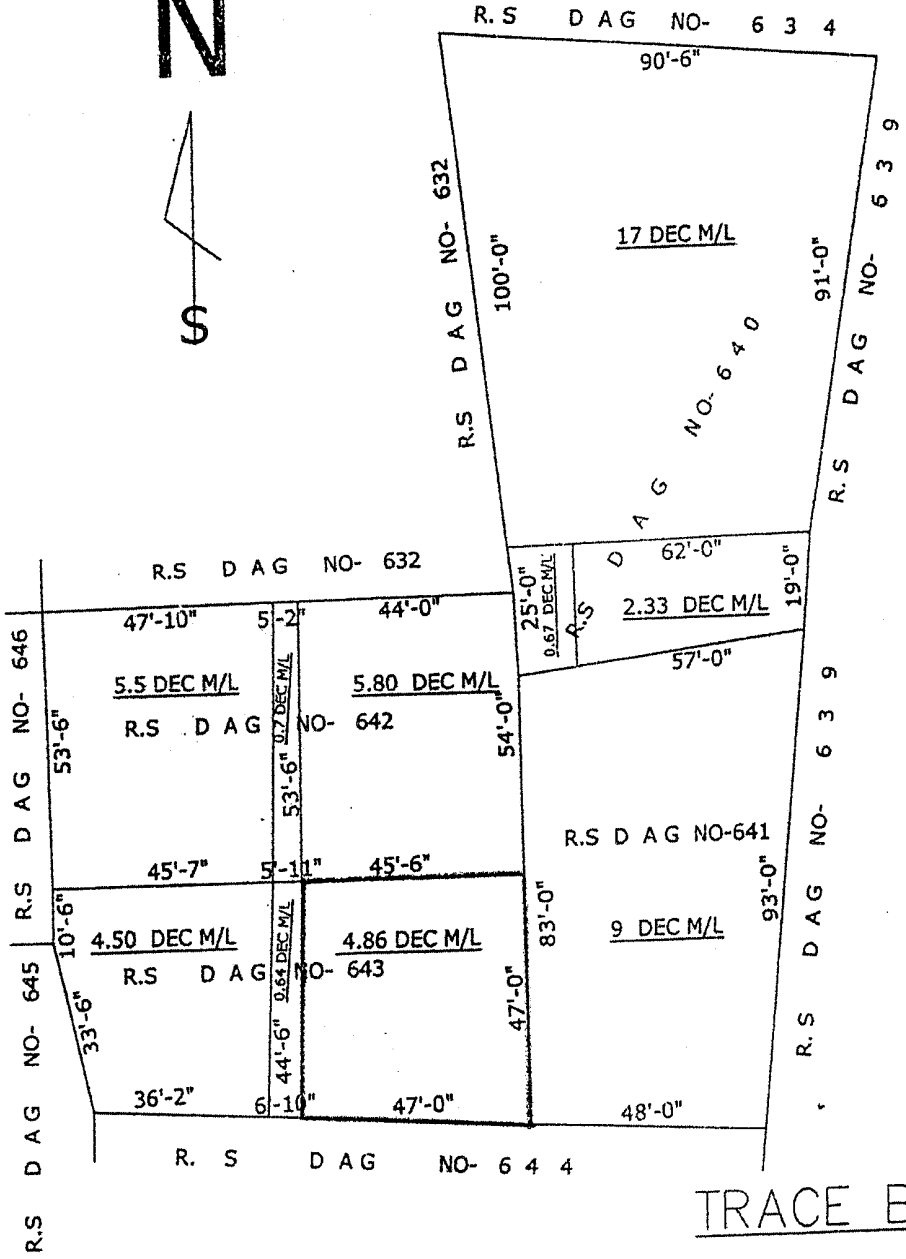 N
S
R.S DAG NO- 634
90'-6"
R.S DAG NO- 632
100'-0"
17 DEC M/L
91'-0"
R.S DAG NO- 639
R.S DAG NO- 640
62'-0"
25'-0"
0.67 DEC M/L
2.33 DEC M/L
19'-0"
57'-0"
R.S DAG NO- 632
47'-10"
5'-2"
44'-0"
R.S DAG NO- 646
53'-6"
5.5 DEC M/L
0.7 DEC M/L
5.80 DEC M/L
R.S DAG NO- 642
53'-6"
54'-0"
R.S DAG NO-641
45'-7"
5'-11"
45'-6"
10'-6"
4.50 DEC M/L
0.64 DEC M/L
4.86 DEC M/L
83'-0"
9 DEC M/L
93'-0"
R.S DAG NO- 639
R.S DAG NO- 643
R.S DAG NO- 645
33'-6"
44'-6"
47'-0"
36'-2"
6'-10"
47'-0"
48'-0"
R.S DAG NO- 644
TRACE B